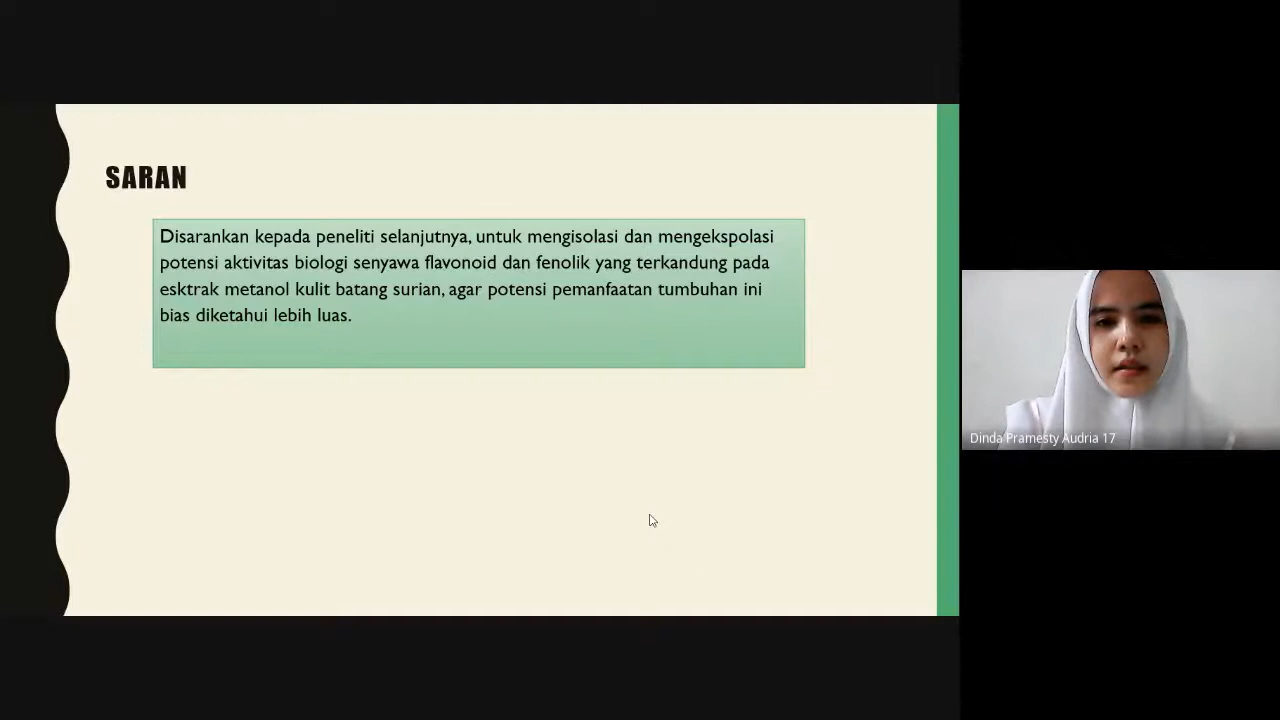 SARAN
Disarankan kepada peneliti selanjutnya, untuk mengisolasi dan mengekspolasi
potensi aktivitas biologi senyawa flavonoid dan fenolik yang terkandung pada
esktrak metanol kulit batang surian, agar potensi pemanfaatan tumbuhan ini
bias diketahui lebih luas.
Dinda Pramesty Audria 17